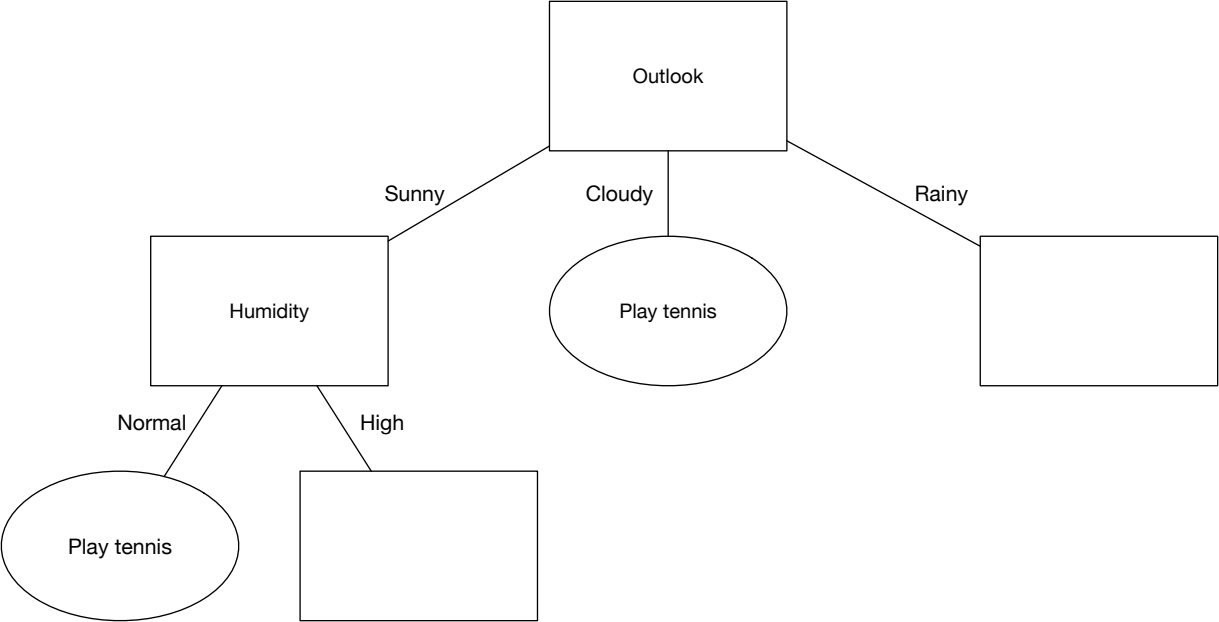 Outlook
Sunny
Cloudy
Rainy
Humidity
Play tennis
Normal
High
Play tennis